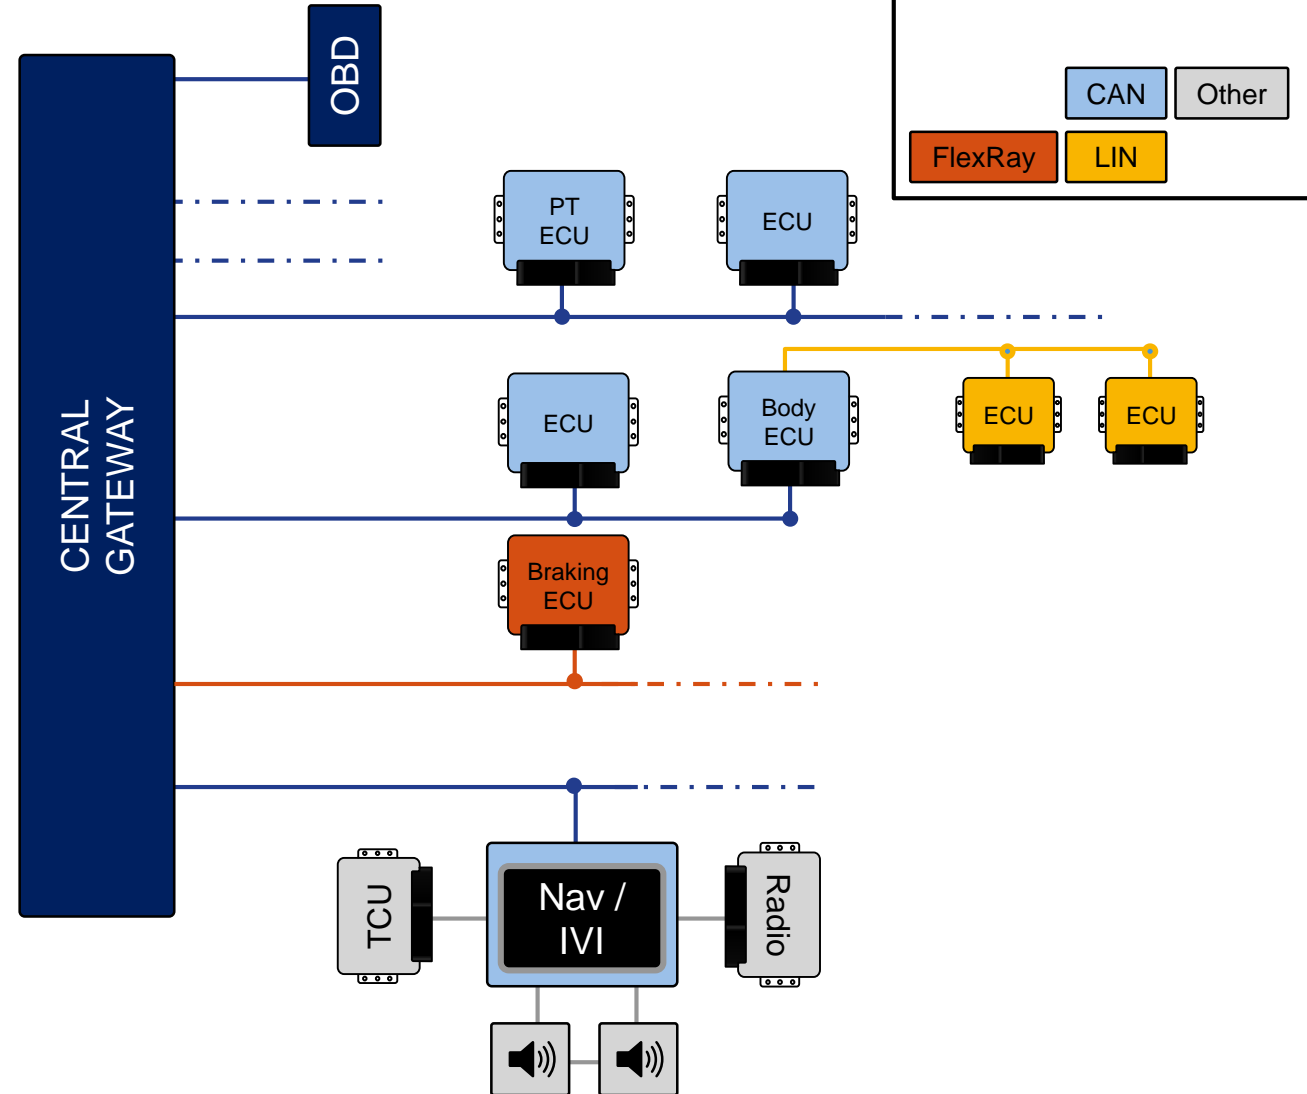 OBD
CAN
Other
FlexRay
LIN
PT
ECU
ECU
CENTRAL
GATEWAY
ECU
Body
ECU
ECU
ECU
Braking
ECU
TCU
Nav /
IVI
Radio